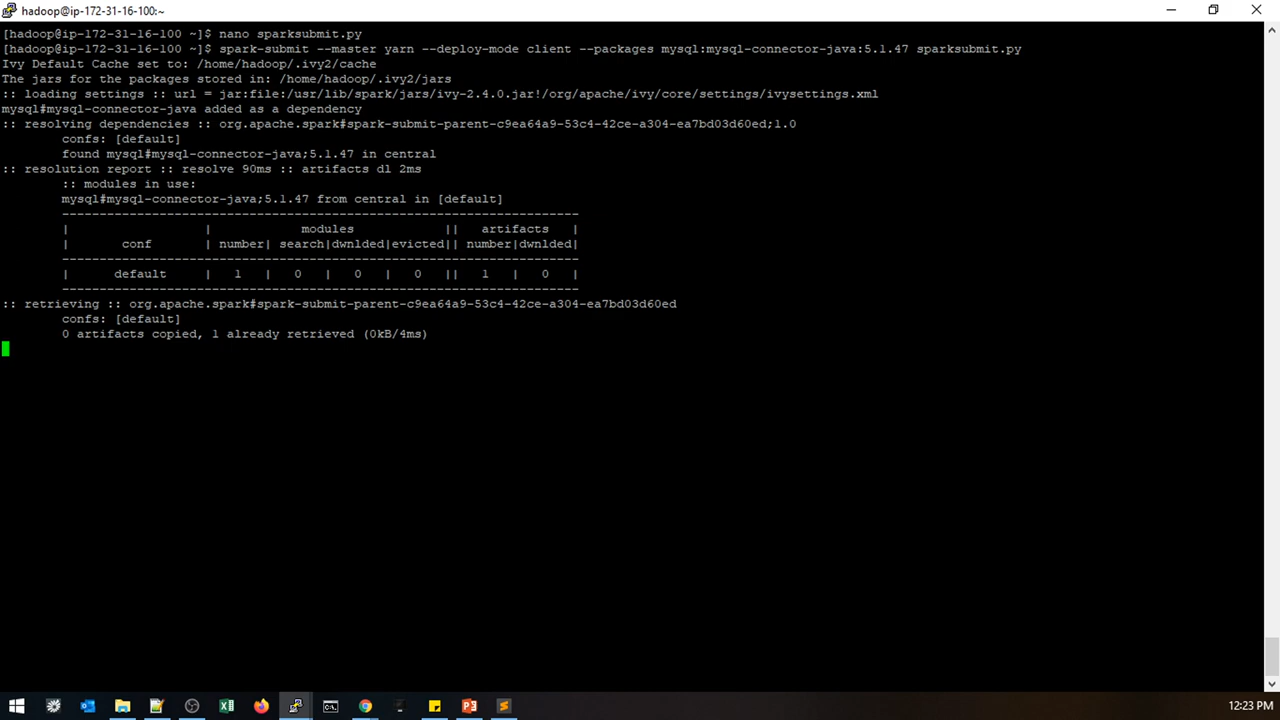 hadoop@ip-172-31-16-100:~
[hadoop@ip-172-31-16-100 ~]$ nano sparksubmit.py
[hadoop@ip-172-31-16-100 ~]$ spark-submit --master yarn --deploy-mode client --packages mysql:mysql-connector-java:5.1.47 sparksubmit.py
Ivy Default Cache set to: /home/hadoop/.ivy2/cache
The jars for the packages stored in: /home/hadoop/.ivy2/jars
:: loading settings :: url = jar:file:/usr/lib/spark/jars/ivy-2.4.0.jar!/org/apache/ivy/core/settings/ivysettings.xml
mysql#mysql-connector-java added as a dependency
:: resolving dependencies :: org.apache.spark#spark-submit-parent-c9ea64a9-53c4-42ce-a304-ea7bd03d60ed;1.0
confs: [default]
found mysql#mysql-connector-java;5.1.47 in central
:: resolution report :: resolve 90ms :: artifacts dl 2ms
:: modules in use:
mysql#mysql-connector-java;5.1.47 from central in [default]
---------------------------------------------------------------------
|                  |            modules            ||   artifacts   |
|       conf       | number| search|dwnlded|evicted|| number|dwnlded|
---------------------------------------------------------------------
|      default     |   1   |   0   |   0   |   0   ||   1   |   0   |
---------------------------------------------------------------------
:: retrieving :: org.apache.spark#spark-submit-parent-c9ea64a9-53c4-42ce-a304-ea7bd03d60ed
confs: [default]
0 artifacts copied, 1 already retrieved (0kB/4ms)
12:23 PM